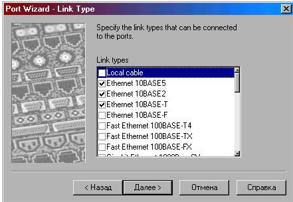 Port Wizard - Link Type
Specify the link types that can be connected
to the ports.
Link types
Local cable
Ethernet 10BASE5
Ethernet 10BASE2
Ethernet 10BASE-T
Ethernet 10BASE-F
Fast Ethernet 100BASE-T4
Fast Ethernet 100BASE-TX
Fast Ethernet 100BASE-FX
< Назад
Далее >
Отмена
Справка